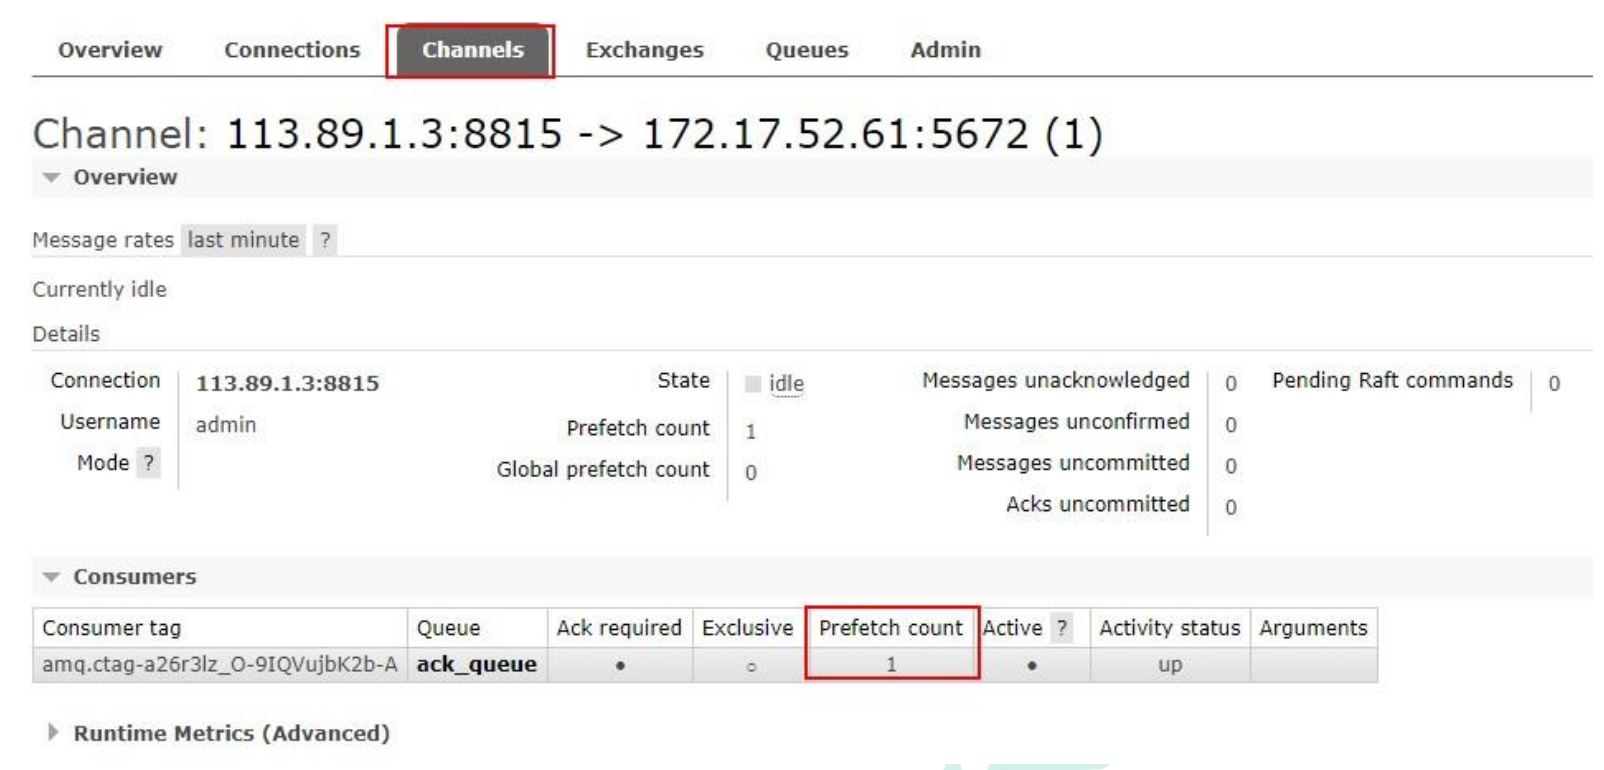 Overview Connections Channels Exchanges Queues Admin
Channel: 113.89.1.3:8815 -> 172.17.52.61:5672 (1)
Overview
Message rates last minute ?
Currently idle
Details
Connection 113.89.1.3:8815
Username admin
Mode ?
State idle
Prefetch count 1
Global prefetch count 0
Messages unacknowledged 0
Messages unconfirmed 0
Messages uncommitted 0
Acks uncommitted 0
Pending Raft commands 0
Consumers
Consumer tag Queue Ack required Exclusive Prefetch count Active ? Activity status Arguments
amq.ctag-a26r3lz_O-9IQVujbK2b-A ack_queue ● ○ 1 ● up
Runtime Metrics (Advanced)